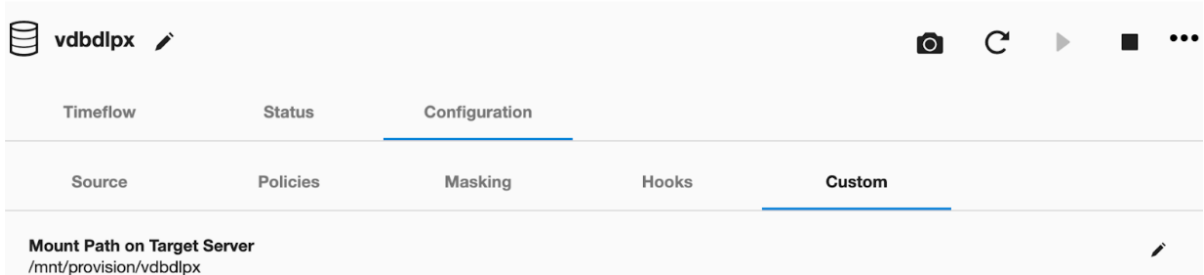 vdbdlpx
Timeflow Status Configuration
Source Policies Masking Hooks Custom
Mount Path on Target Server
/mnt/provision/vdbdlpx